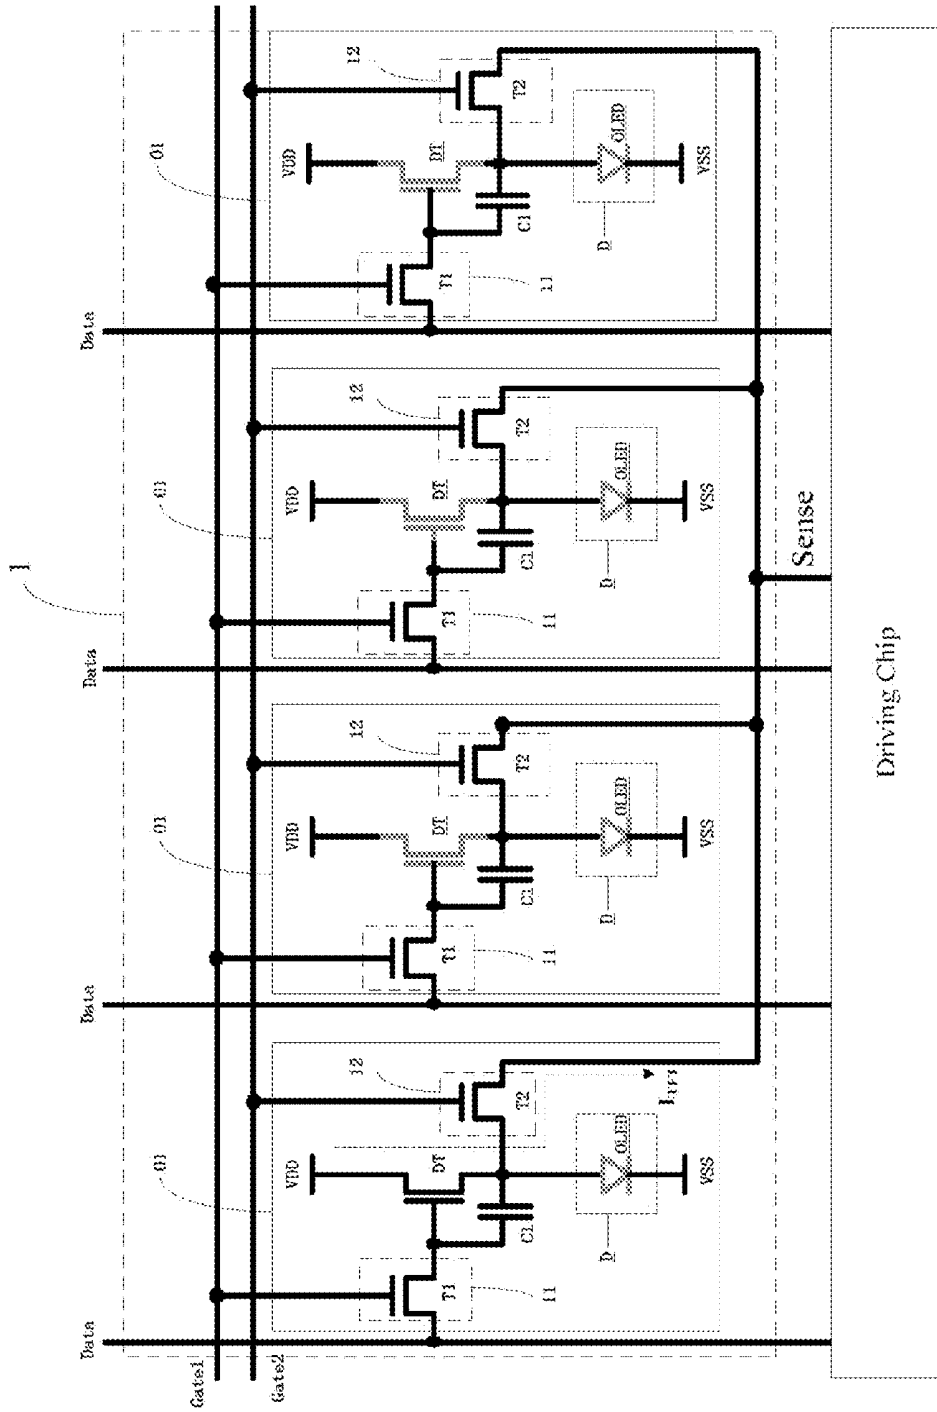 1
Gate1
Gate2
Data
01
VDD
12
T2
DT
T1
11
C1
D
OLED
VSS
Data
01
VDD
12
T2
DT
T1
11
C1
D
OLED
VSS
Data
01
VDD
12
T2
DT
T1
11
C1
D
OLED
VSS
Data
01
VDD
12
T2
DT
T1
11
C1
D
OLED
VSS
Sense
Driving Chip